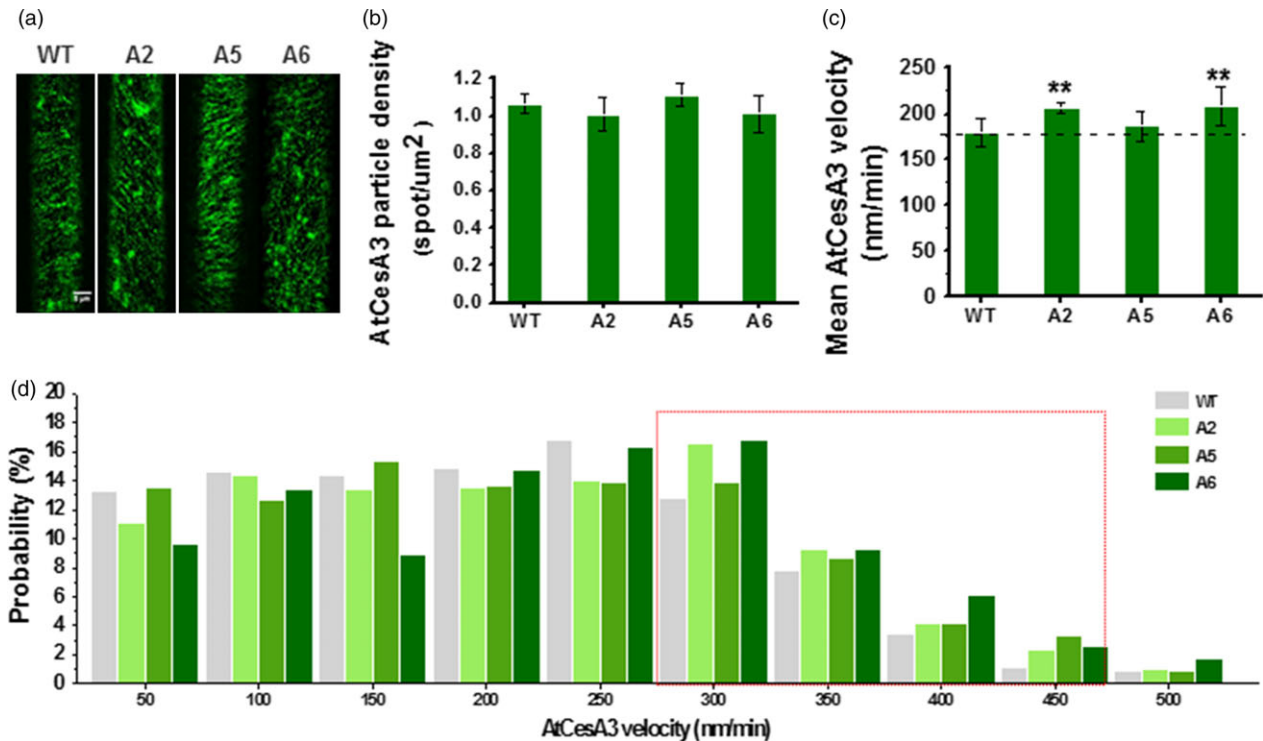 (a)
WT A2 A5 A6
5 µm
(b)
AtCesA3 particle density
(spot/um²)
1.2
1.0
0.8
0.6
0.4
0.2
0.0
WT A2 A5 A6
(c)
Mean AtCesA3 velocity
(nm/min)
250
200
150
100
50
0
**
**
WT A2 A5 A6
(d)
Probability (%)
20
18
16
14
12
10
8
6
4
2
0
50 100 150 200 250 300 350 400 450 500
AtCesA3 velocity (nm/min)
WT
A2
A5
A6